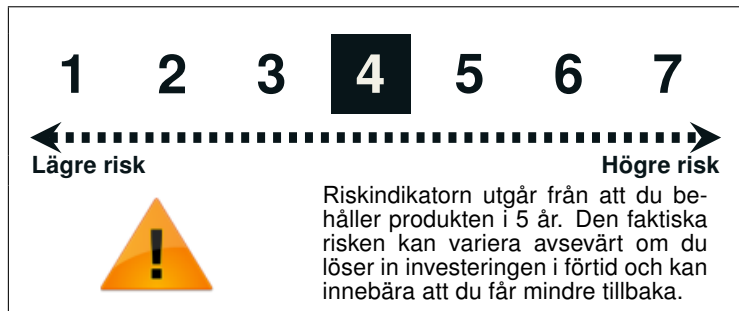 1 2 3 4 5 6 7
Lägre risk Högre risk
Riskindikatorn utgår från att du be-
håller produkten i 5 år. Den faktiska
risken kan variera avsevärt om du
löser in investeringen i förtid och kan
innebära att du får mindre tillbaka.